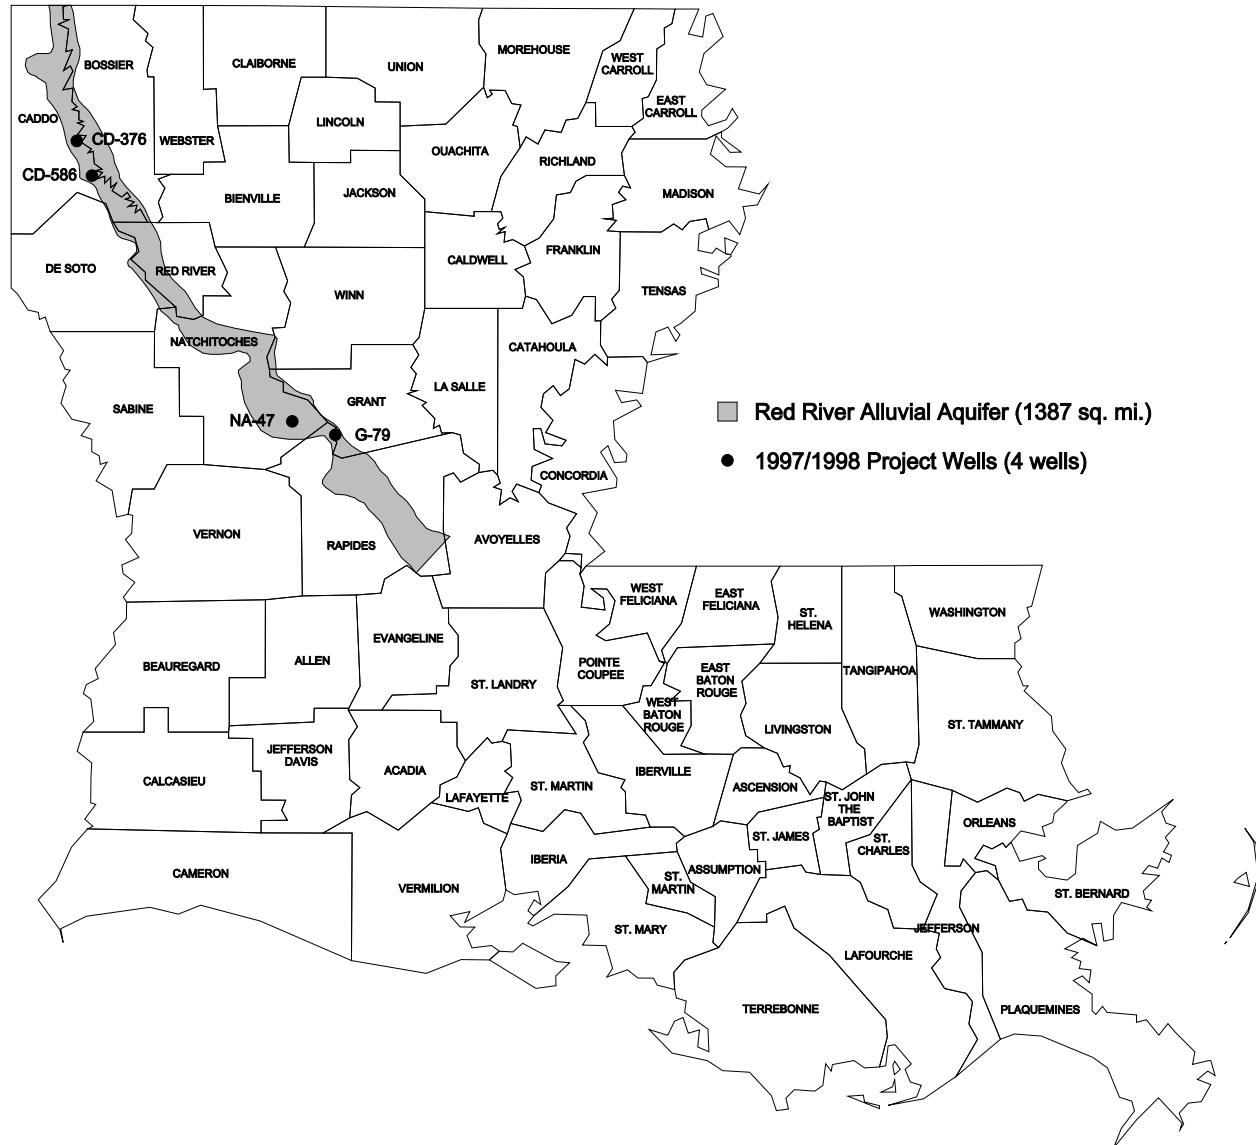 MOREHOUSE
WEST
CARROLL
BOSSIER
CLAIBORNE
UNION
EAST
CARROLL
CADDO
LINCOLN
CD-376
WEBSTER
OUACHITA
RICHLAND
CD-586
BIENVILLE
JACKSON
MADISON
DE SOTO
RED RIVER
CALDWELL
FRANKLIN
WINN
TENSAS
NATCHITOCHES
CATAHOULA
LA SALLE
SABINE
GRANT
NA-47
G-79
Red River Alluvial Aquifer (1387 sq. mi.)
1997/1998 Project Wells (4 wells)
CONCORDIA
VERNON
RAPIDES
AVOYELLES
WEST
FELICIANA
EAST
FELICIANA
ST.
HELENA
WASHINGTON
EVANGELINE
BEAUREGARD
ALLEN
POINTE
COUPEE
EAST
BATON
ROUGE
TANGIPAHOA
ST. LANDRY
WEST
BATON
ROUGE
LIVINGSTON
ST. TAMMANY
JEFFERSON
DAVIS
CALCASIEU
ACADIA
IBERVILLE
LAFAYETTE
ST. MARTIN
ASCENSION
ST. JOHN
THE
BAPTIST
ORLEANS
ST. JAMES
ST.
CHARLES
CAMERON
VERMILION
IBERIA
ST.
MARTIN
ASSUMPTION
ST. BERNARD
ST. MARY
JEFFERSON
LAFOURCHE
TERREBONNE
PLAQUEMINES